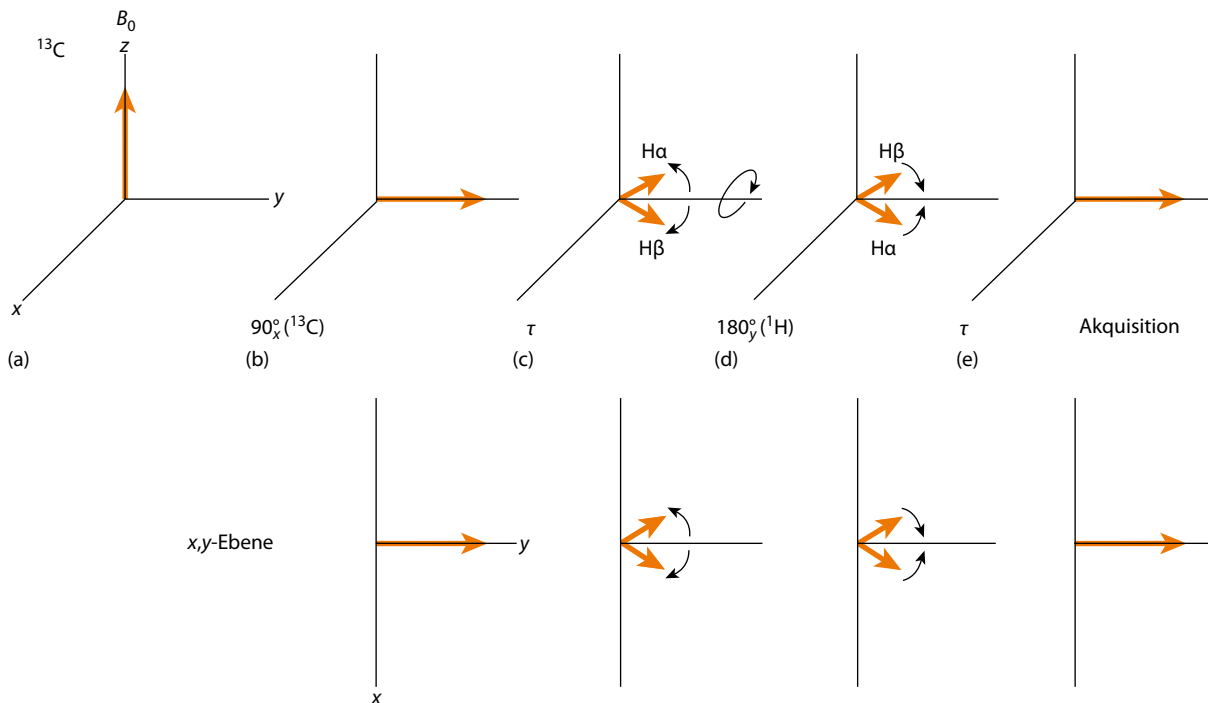 B₀
¹³C
z
y
x
Hα
Hβ
Hβ
Hα
90°ₓ(¹³C)
τ
180°ᵧ(¹H)
τ
Akquisition
(a)
(b)
(c)
(d)
(e)
x,y-Ebene
y
x